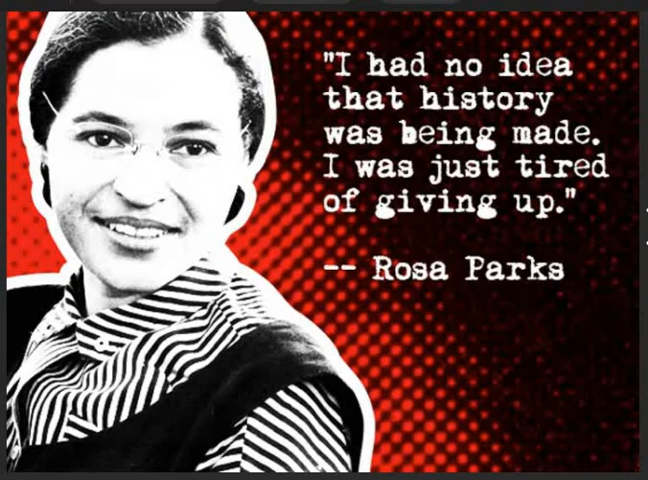 "I had no idea
that history
was being made.
I was just tired
of giving up."
-- Rosa Parks